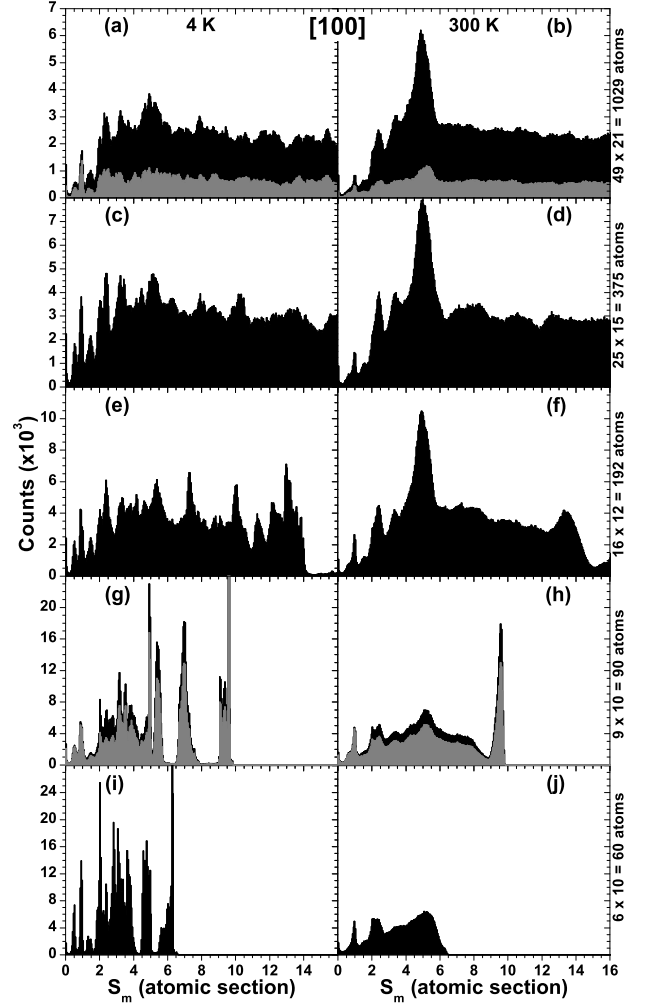 (a) 4 K [100] 300 K (b)
7
6
5
4
3
2
1
0
49 x 21 = 1029 atoms
(c) (d)
7
6
5
4
3
2
1
0
25 x 15 = 375 atoms
(e) (f)
10
8
6
4
2
0
16 x 12 = 192 atoms
Counts (x10³)
(g) (h)
20
16
12
8
4
0
9 x 10 = 90 atoms
(i) (j)
24
20
16
12
8
4
0
6 x 10 = 60 atoms
0 2 4 6 8 10 12 14 0 2 4 6 8 10 12 14 16
Sm (atomic section) Sm (atomic section)